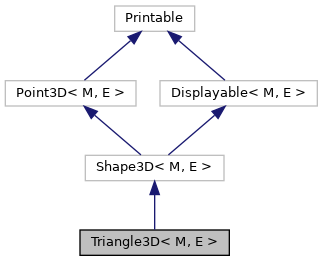 Printable
Point3D< M, E >
Displayable< M, E >
Shape3D< M, E >
Triangle3D< M, E >